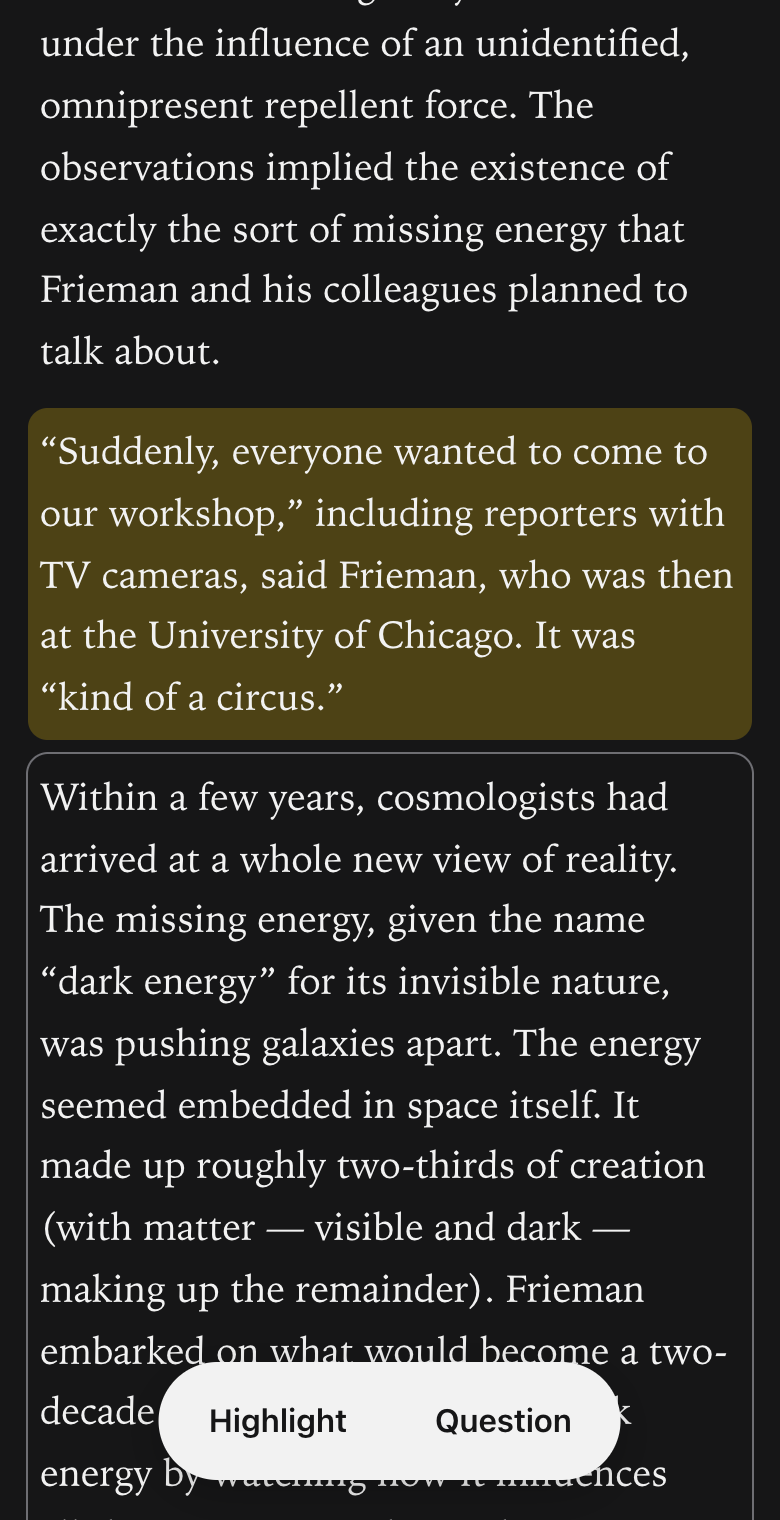 under the influence of an unidentified,
omnipresent repellent force. The
observations implied the existence of
exactly the sort of missing energy that
Frieman and his colleagues planned to
talk about.
“Suddenly, everyone wanted to come to
our workshop,” including reporters with
TV cameras, said Frieman, who was then
at the University of Chicago. It was
“kind of a circus.”
Within a few years, cosmologists had
arrived at a whole new view of reality.
The missing energy, given the name
“dark energy” for its invisible nature,
was pushing galaxies apart. The energy
seemed embedded in space itself. It
made up roughly two-thirds of creation
(with matter — visible and dark —
making up the remainder). Frieman
embarked on what would become a two-
decade
Highlight Question
energy by watching how it influences